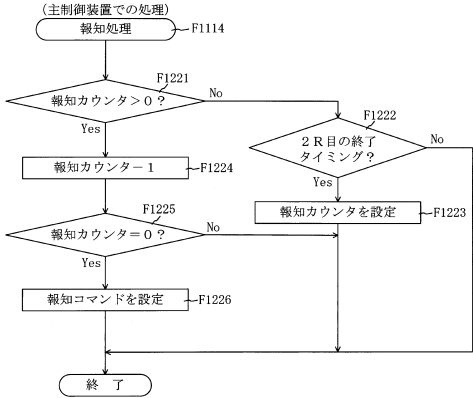 (主制御装置での処理)
報知処理
F1114
F1221
報知カウンタ>0?
No
Yes
F1222
2R目の終了
タイミング?
No
Yes
報知カウンタ-1
F1224
報知カウンタを設定
F1223
F1225
報知カウンタ=0?
No
Yes
報知コマンドを設定
F1226
終 了